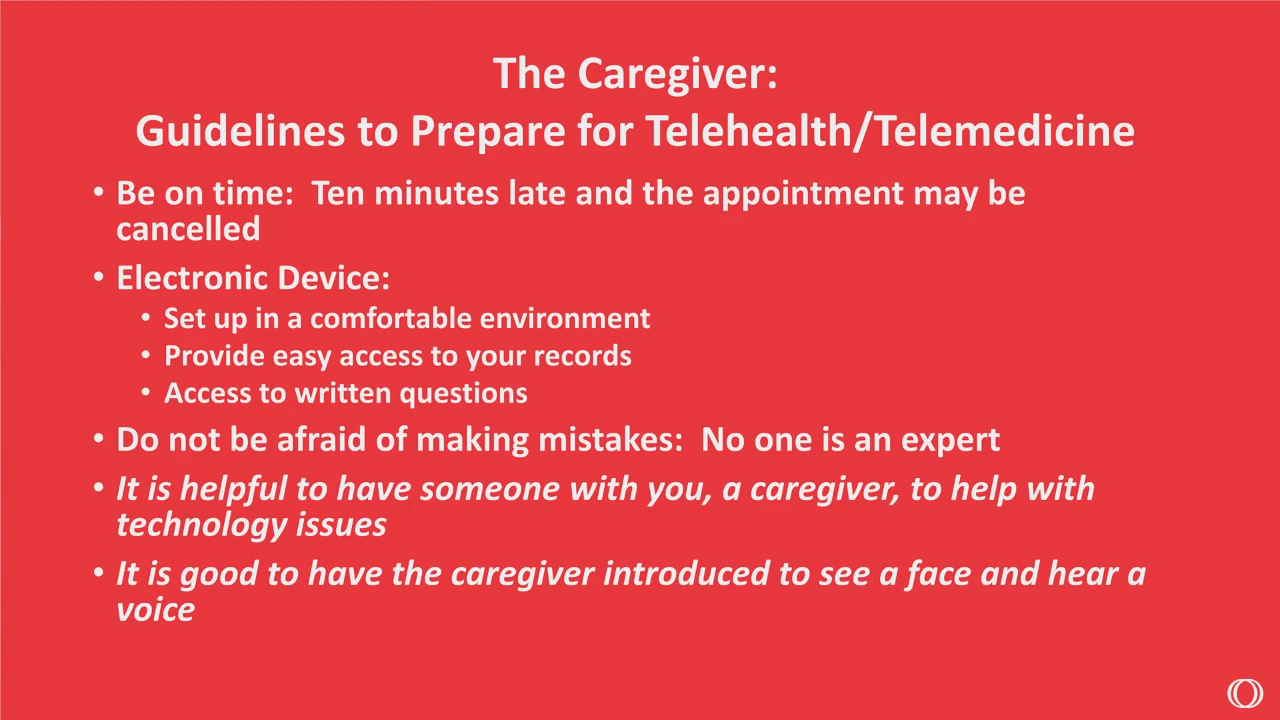 The Caregiver:
Guidelines to Prepare for Telehealth/Telemedicine
• Be on time:  Ten minutes late and the appointment may be
cancelled
• Electronic Device:
• Set up in a comfortable environment
• Provide easy access to your records
• Access to written questions
• Do not be afraid of making mistakes:  No one is an expert
• It is helpful to have someone with you, a caregiver, to help with
technology issues
• It is good to have the caregiver introduced to see a face and hear a
voice